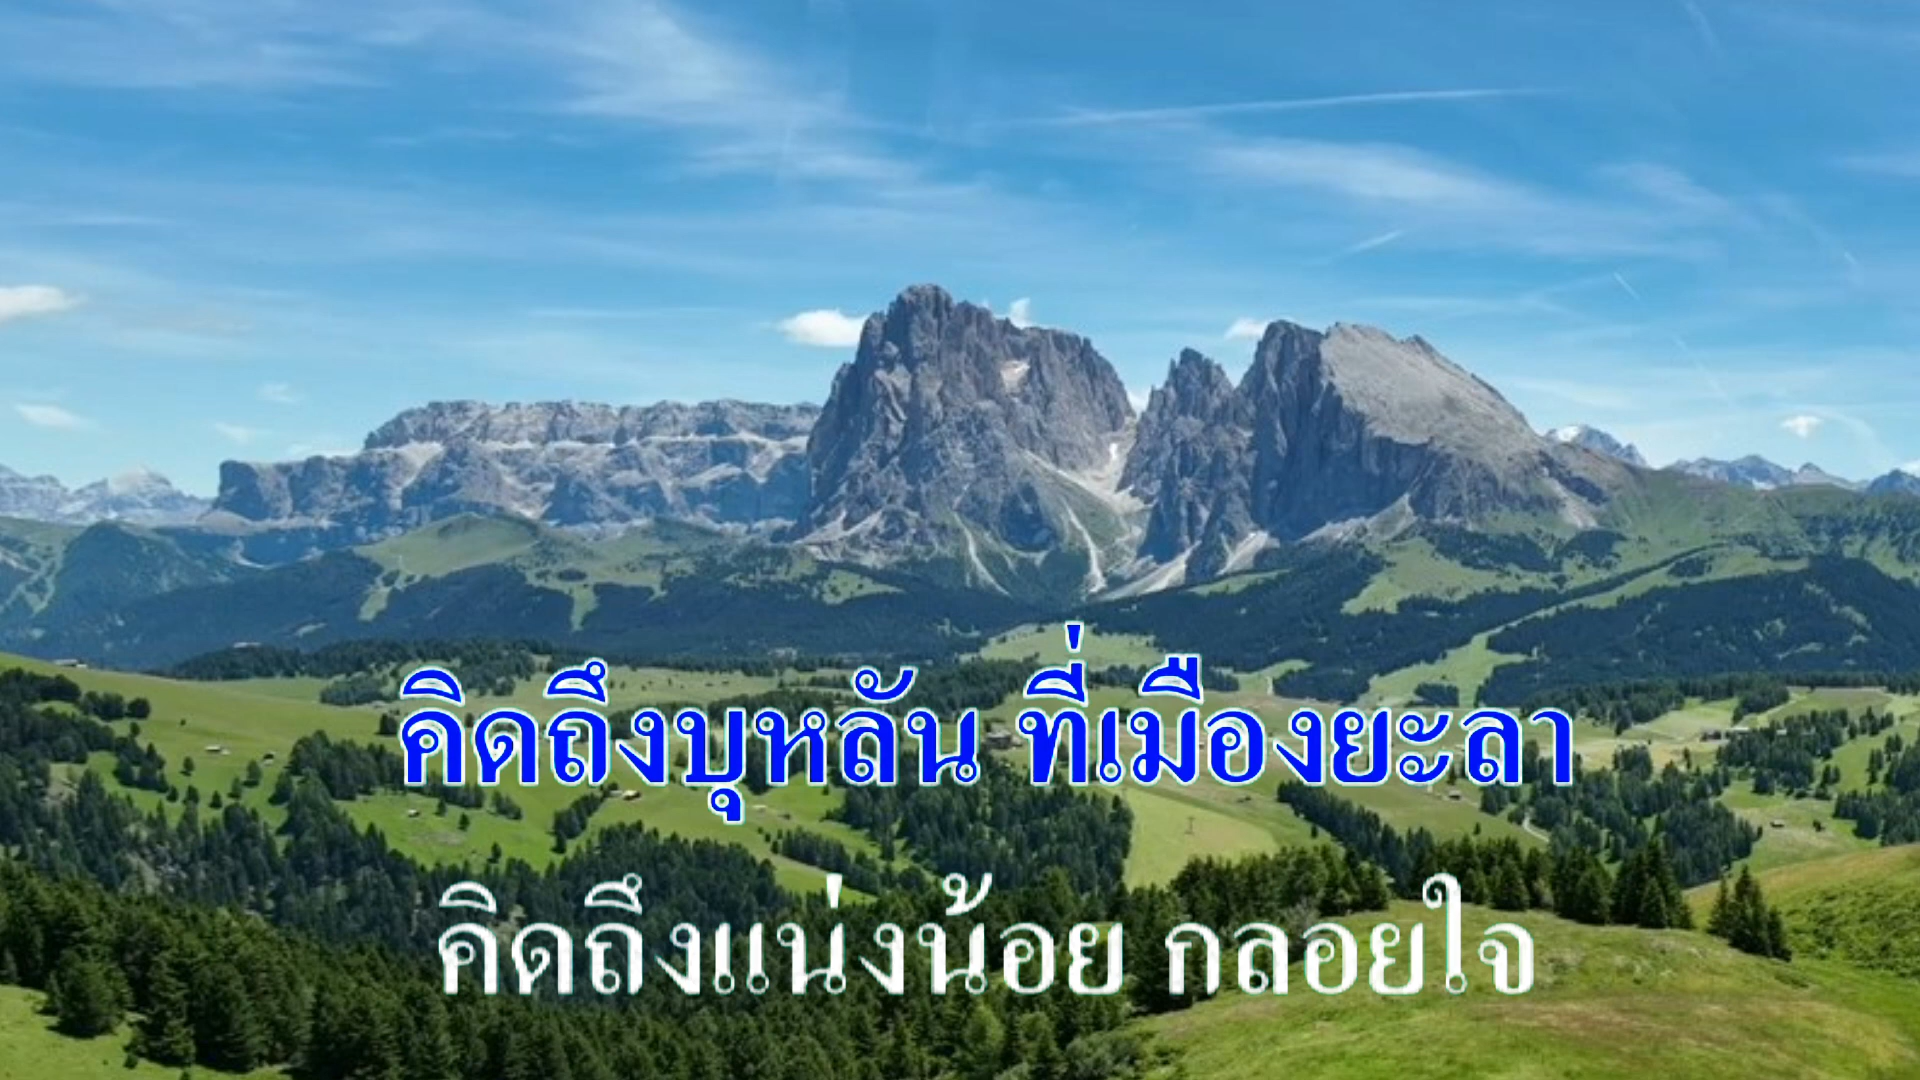 คิดถึงบุหลัน ที่เมืองยะลา
คิดถึงแน่งน้อย กลอยใจ